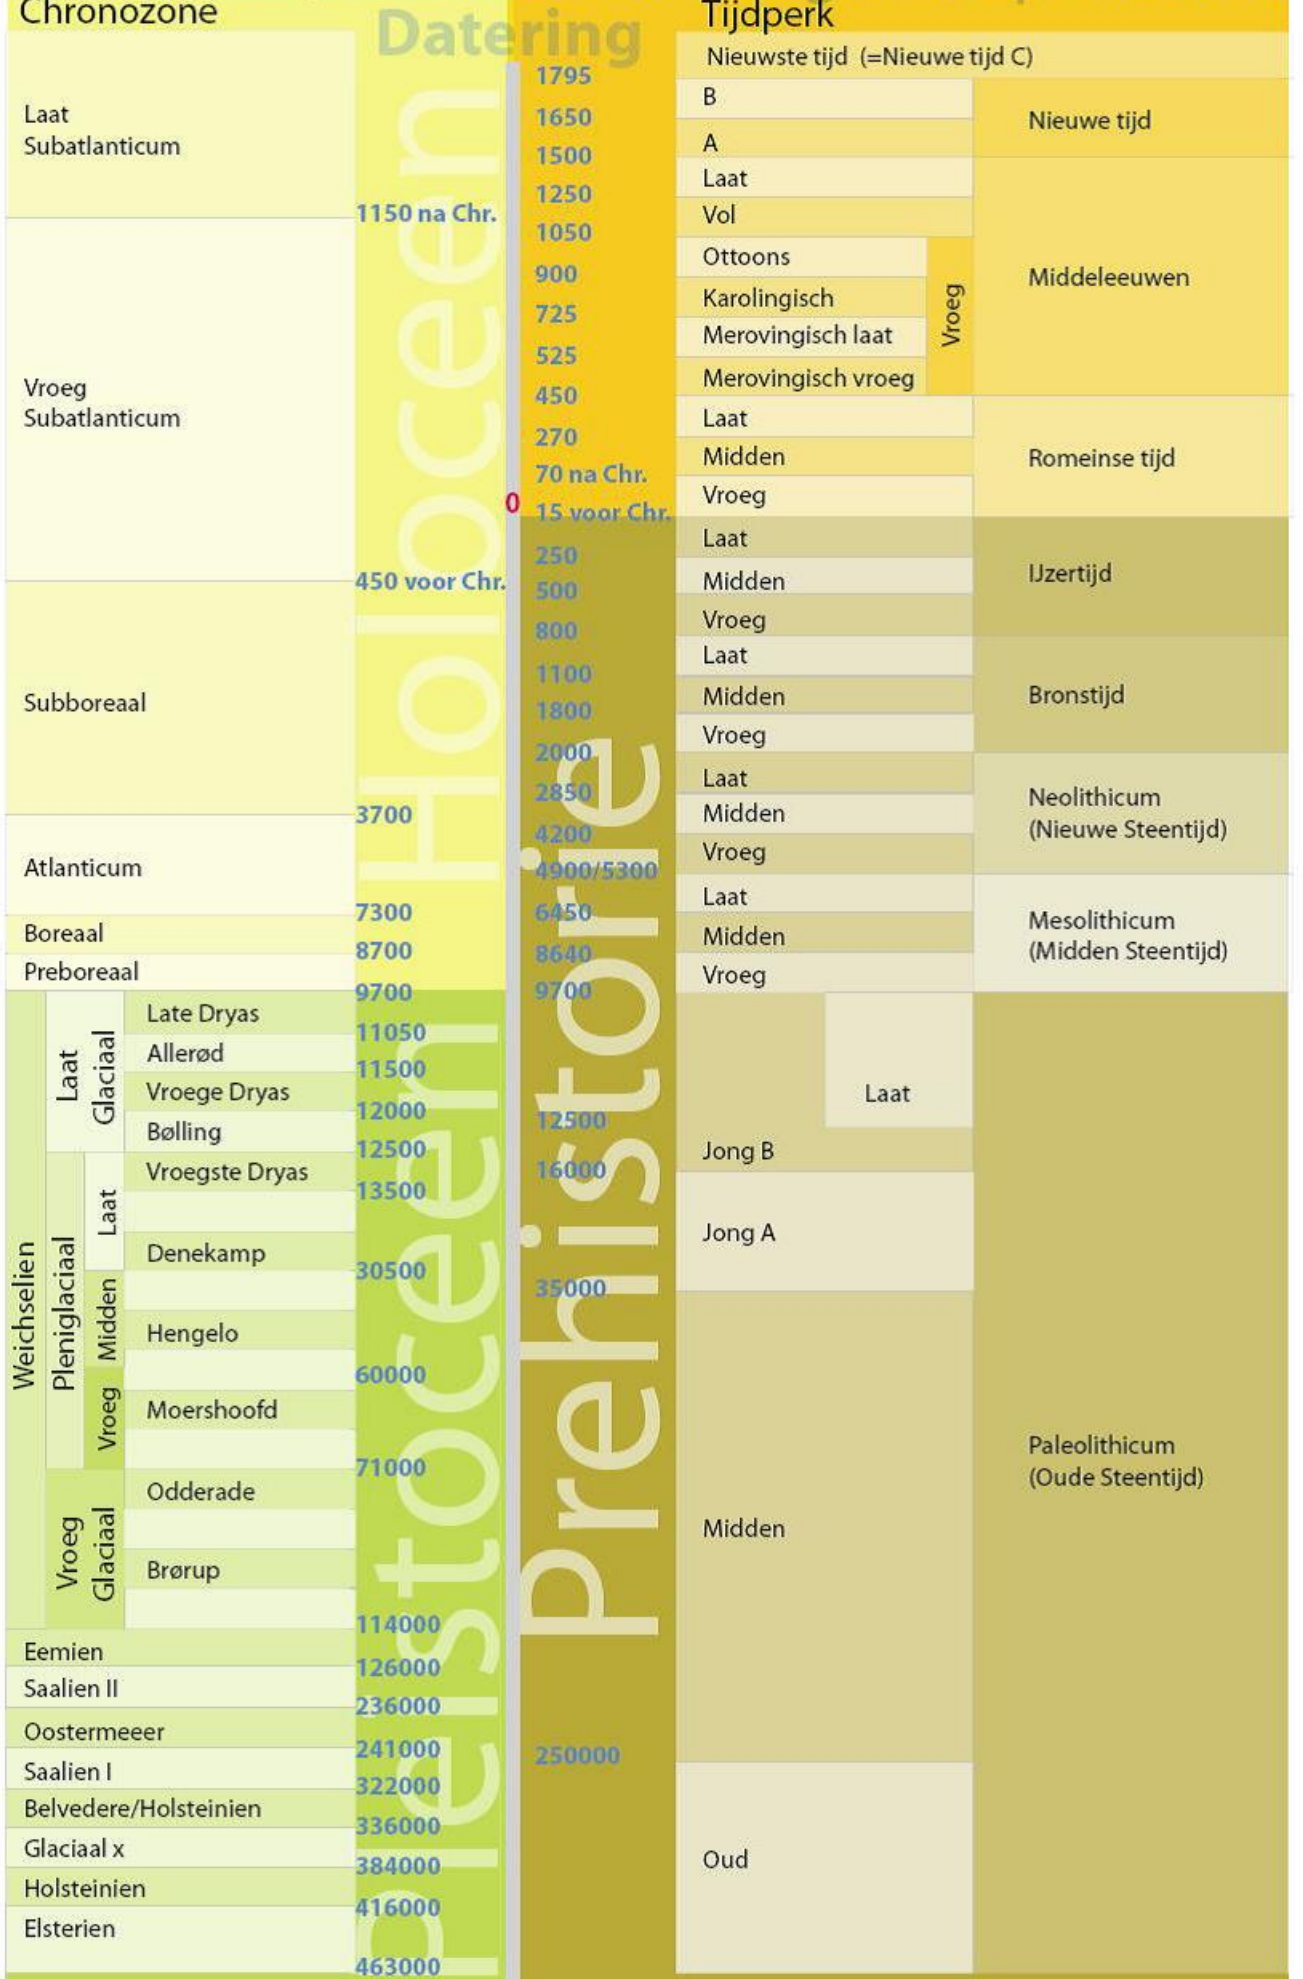 Chronozone
Datering
Tijdperk
Laat
Subatlanticum
1150 na Chr.
Vroeg
Subatlanticum
450 voor Chr.
Subboreaal
3700
Atlanticum
7300
Boreaal
8700
Preboreaal
9700
Weichselien
Laat
Glaciaal
Late Dryas
11050
Allerød
11500
Vroege Dryas
12000
Bølling
12500
Pleniglaciaal
Laat
Vroegste Dryas
13500
Denekamp
30500
Midden
Hengelo
60000
Vroeg
Moershoofd
71000
Vroeg
Glaciaal
Odderade
Brørup
114000
Eemien
126000
Saalien II
236000
Oostermeeer
241000
Saalien I
322000
Belvedere/Holsteinien
336000
Glaciaal x
384000
Holsteinien
416000
Elsterien
463000
Holoceen
Pleistoceen
0
Prehistorie
1795
1650
1500
1250
1050
900
725
525
450
270
70 na Chr.
15 voor Chr.
250
500
800
1100
1800
2000
2850
4200
4900/5300
6450
8640
9700
12500
16000
35000
250000
Nieuwste tijd (=Nieuwe tijd C)
B
A
Nieuwe tijd
Laat
Vol
Ottoons
Karolingisch
Merovingisch laat
Merovingisch vroeg
Vroeg
Middeleeuwen
Laat
Midden
Vroeg
Romeinse tijd
Laat
Midden
Vroeg
IJzertijd
Laat
Midden
Vroeg
Bronstijd
Laat
Midden
Vroeg
Neolithicum
(Nieuwe Steentijd)
Laat
Midden
Vroeg
Mesolithicum
(Midden Steentijd)
Laat
Jong B
Jong A
Midden
Oud
Paleolithicum
(Oude Steentijd)